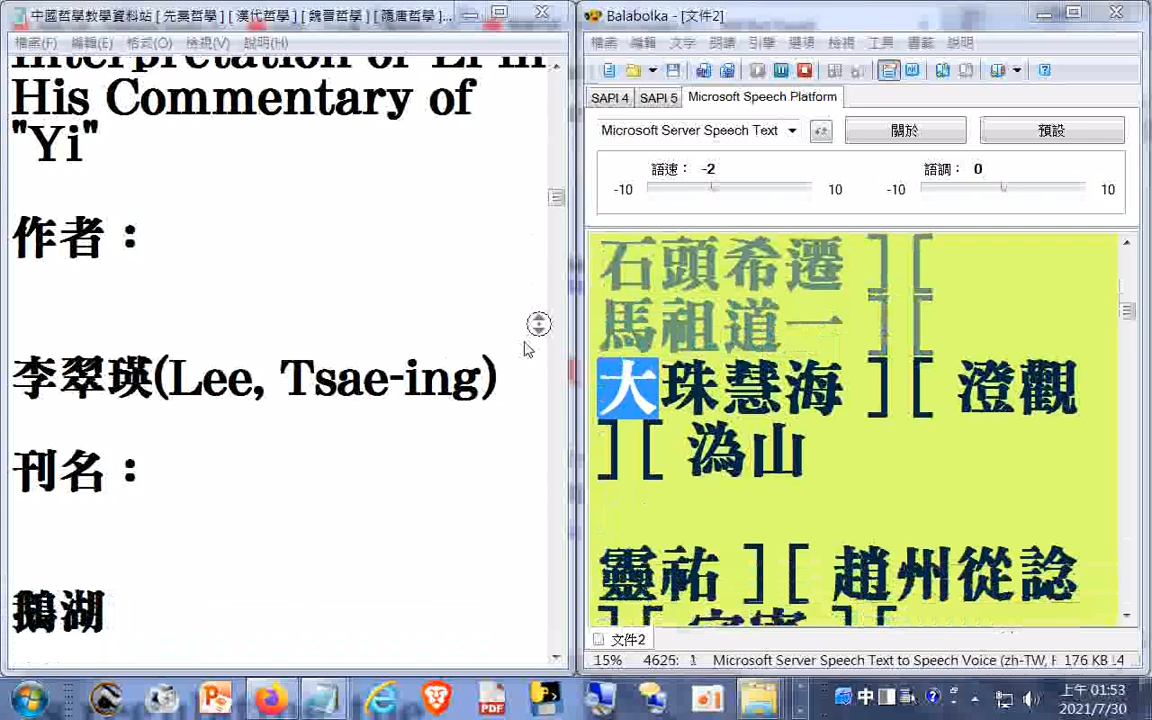 中國哲學教學資料站 [ 先秦哲學 ] [ 漢代哲學 ] [ 魏晉哲學 ] [ 隋唐哲學 ]...
檔案(F) 編輯(E) 格式(O) 檢視(V) 說明(H)
Interpretation of Li in
His Commentary of
"Yi"
作者：
李翠瑛(Lee, Tsae-ing)
刊名：
鵝湖
Balabolka - [文件2]
檔案 編輯 文字 朗讀 引擎 選項 檢視 工具 書籤 說明
SAPI 4 SAPI 5 Microsoft Speech Platform
Microsoft Server Speech Text 關於 預設
語速： -2 語調： 0
-10 10 -10 10
石頭希遷 ] [
馬祖道一 ] [
大珠慧海 ] [ 澄觀
] [ 溈山
靈祐 ] [ 趙州從諗
文件2
15% 4625: 1 Microsoft Server Speech Text to Speech Voice (zh-TW, 176 KB
中
上午 01:53
2021/7/30